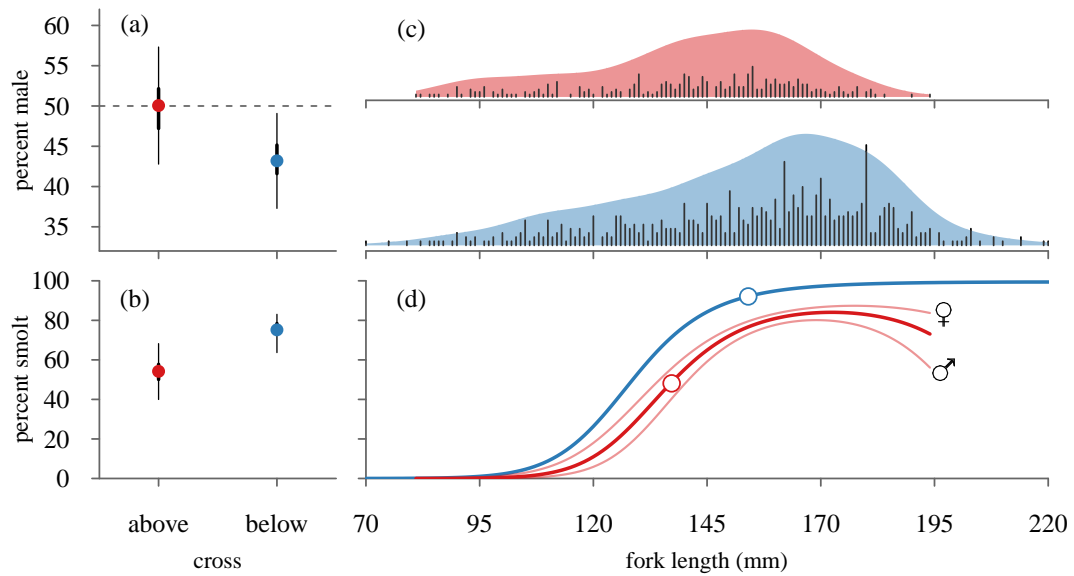 (a)
percent male
60
55
50
45
40
35
(c)
(b)
percent smolt
100
80
60
40
20
0
above below
cross
(d)
♀
♂
70 95 120 145 170 195 220
fork length (mm)